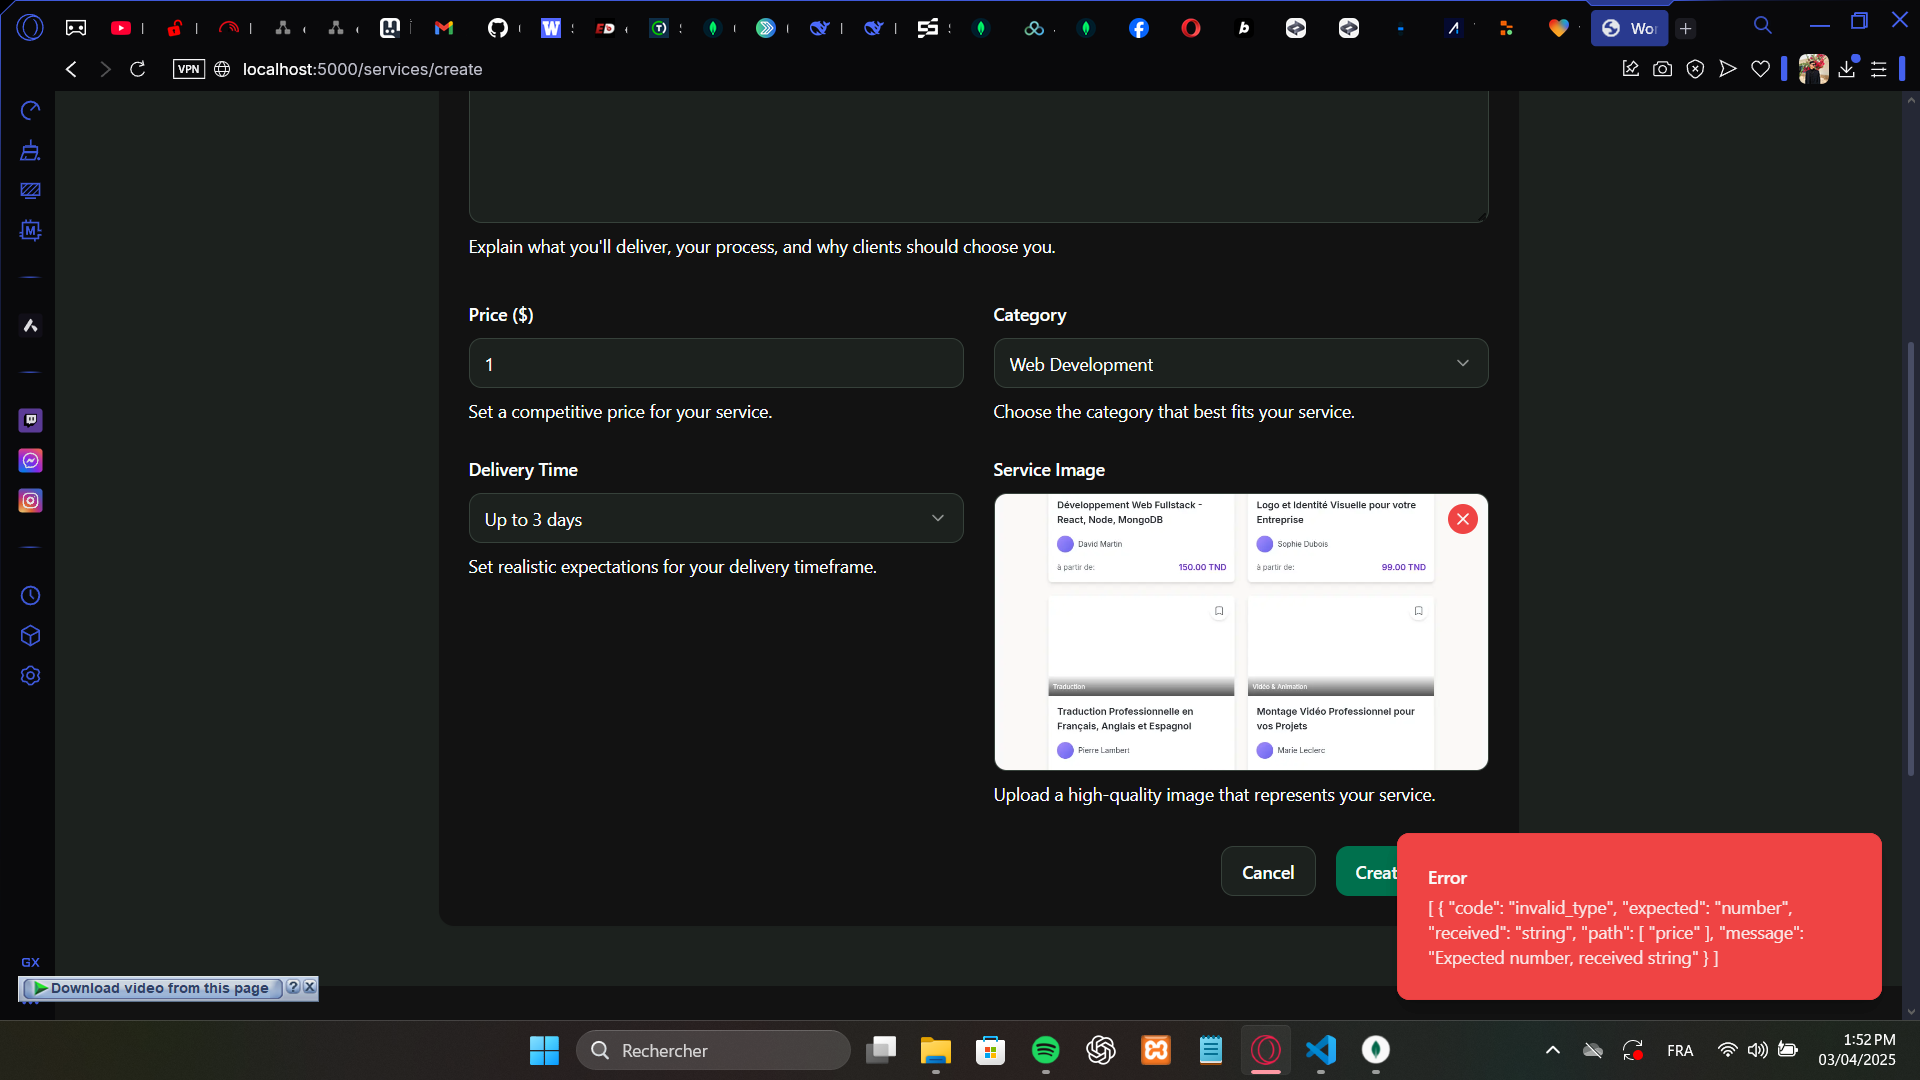 Wor
VPN
localhost:5000/services/create
Explain what you'll deliver, your process, and why clients should choose you.
Price ($)
Category
1
Web Development
Set a competitive price for your service.
Choose the category that best fits your service.
Delivery Time
Service Image
Up to 3 days
Set realistic expectations for your delivery timeframe.
Développement Web Fullstack -
React, Node, MongoDB
David Martin
à partir de:
150.00 TND
Logo et Identité Visuelle pour votre
Entreprise
Sophie Dubois
à partir de:
99.00 TND
Traduction
Traduction Professionnelle en
Français, Anglais et Espagnol
Pierre Lambert
Vidéo & Animation
Montage Vidéo Professionnel pour
vos Projets
Marie Leclerc
Upload a high-quality image that represents your service.
Cancel
Creat
Error
[ { "code": "invalid_type", "expected": "number",
"received": "string", "path": [ "price" ], "message":
"Expected number, received string" } ]
GX
Download video from this page
Rechercher
FRA
1:52 PM
03/04/2025